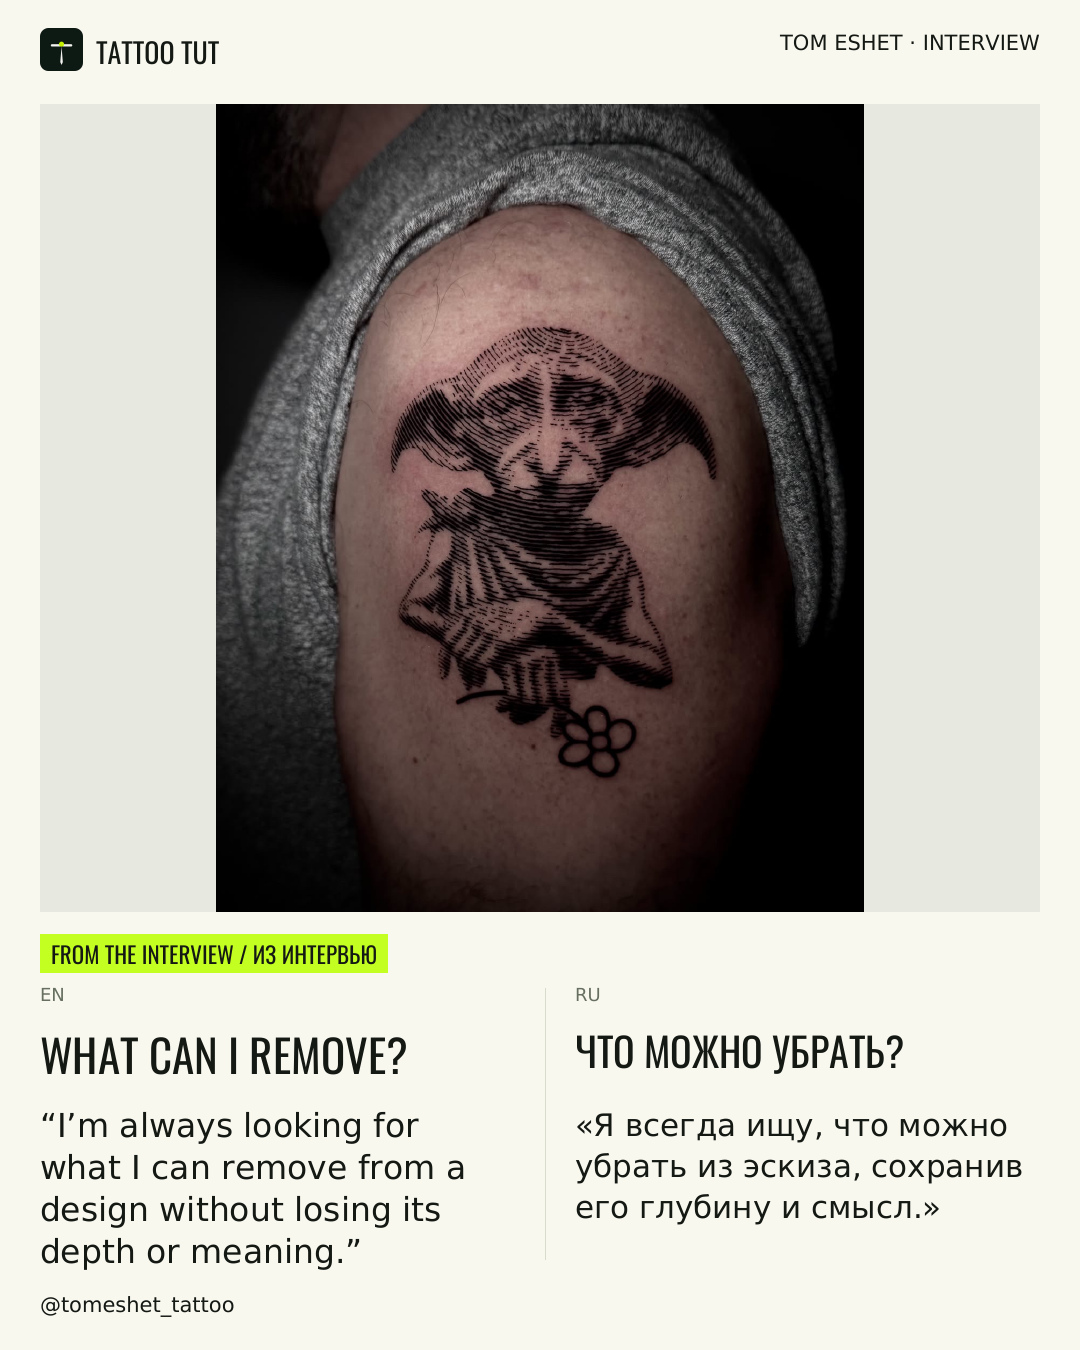 TATTOO TUT
TOM ESHET · INTERVIEW
FROM THE INTERVIEW / ИЗ ИНТЕРВЬЮ
EN
WHAT CAN I REMOVE?
“I’m always looking for
what I can remove from a
design without losing its
depth or meaning.”
RU
ЧТО МОЖНО УБРАТЬ?
«Я всегда ищу, что можно
убрать из эскиза, сохранив
его глубину и смысл.»
@tomeshet_tattoo